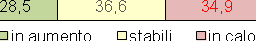 28,5 36,6 34,9
in aumento stabili in calo